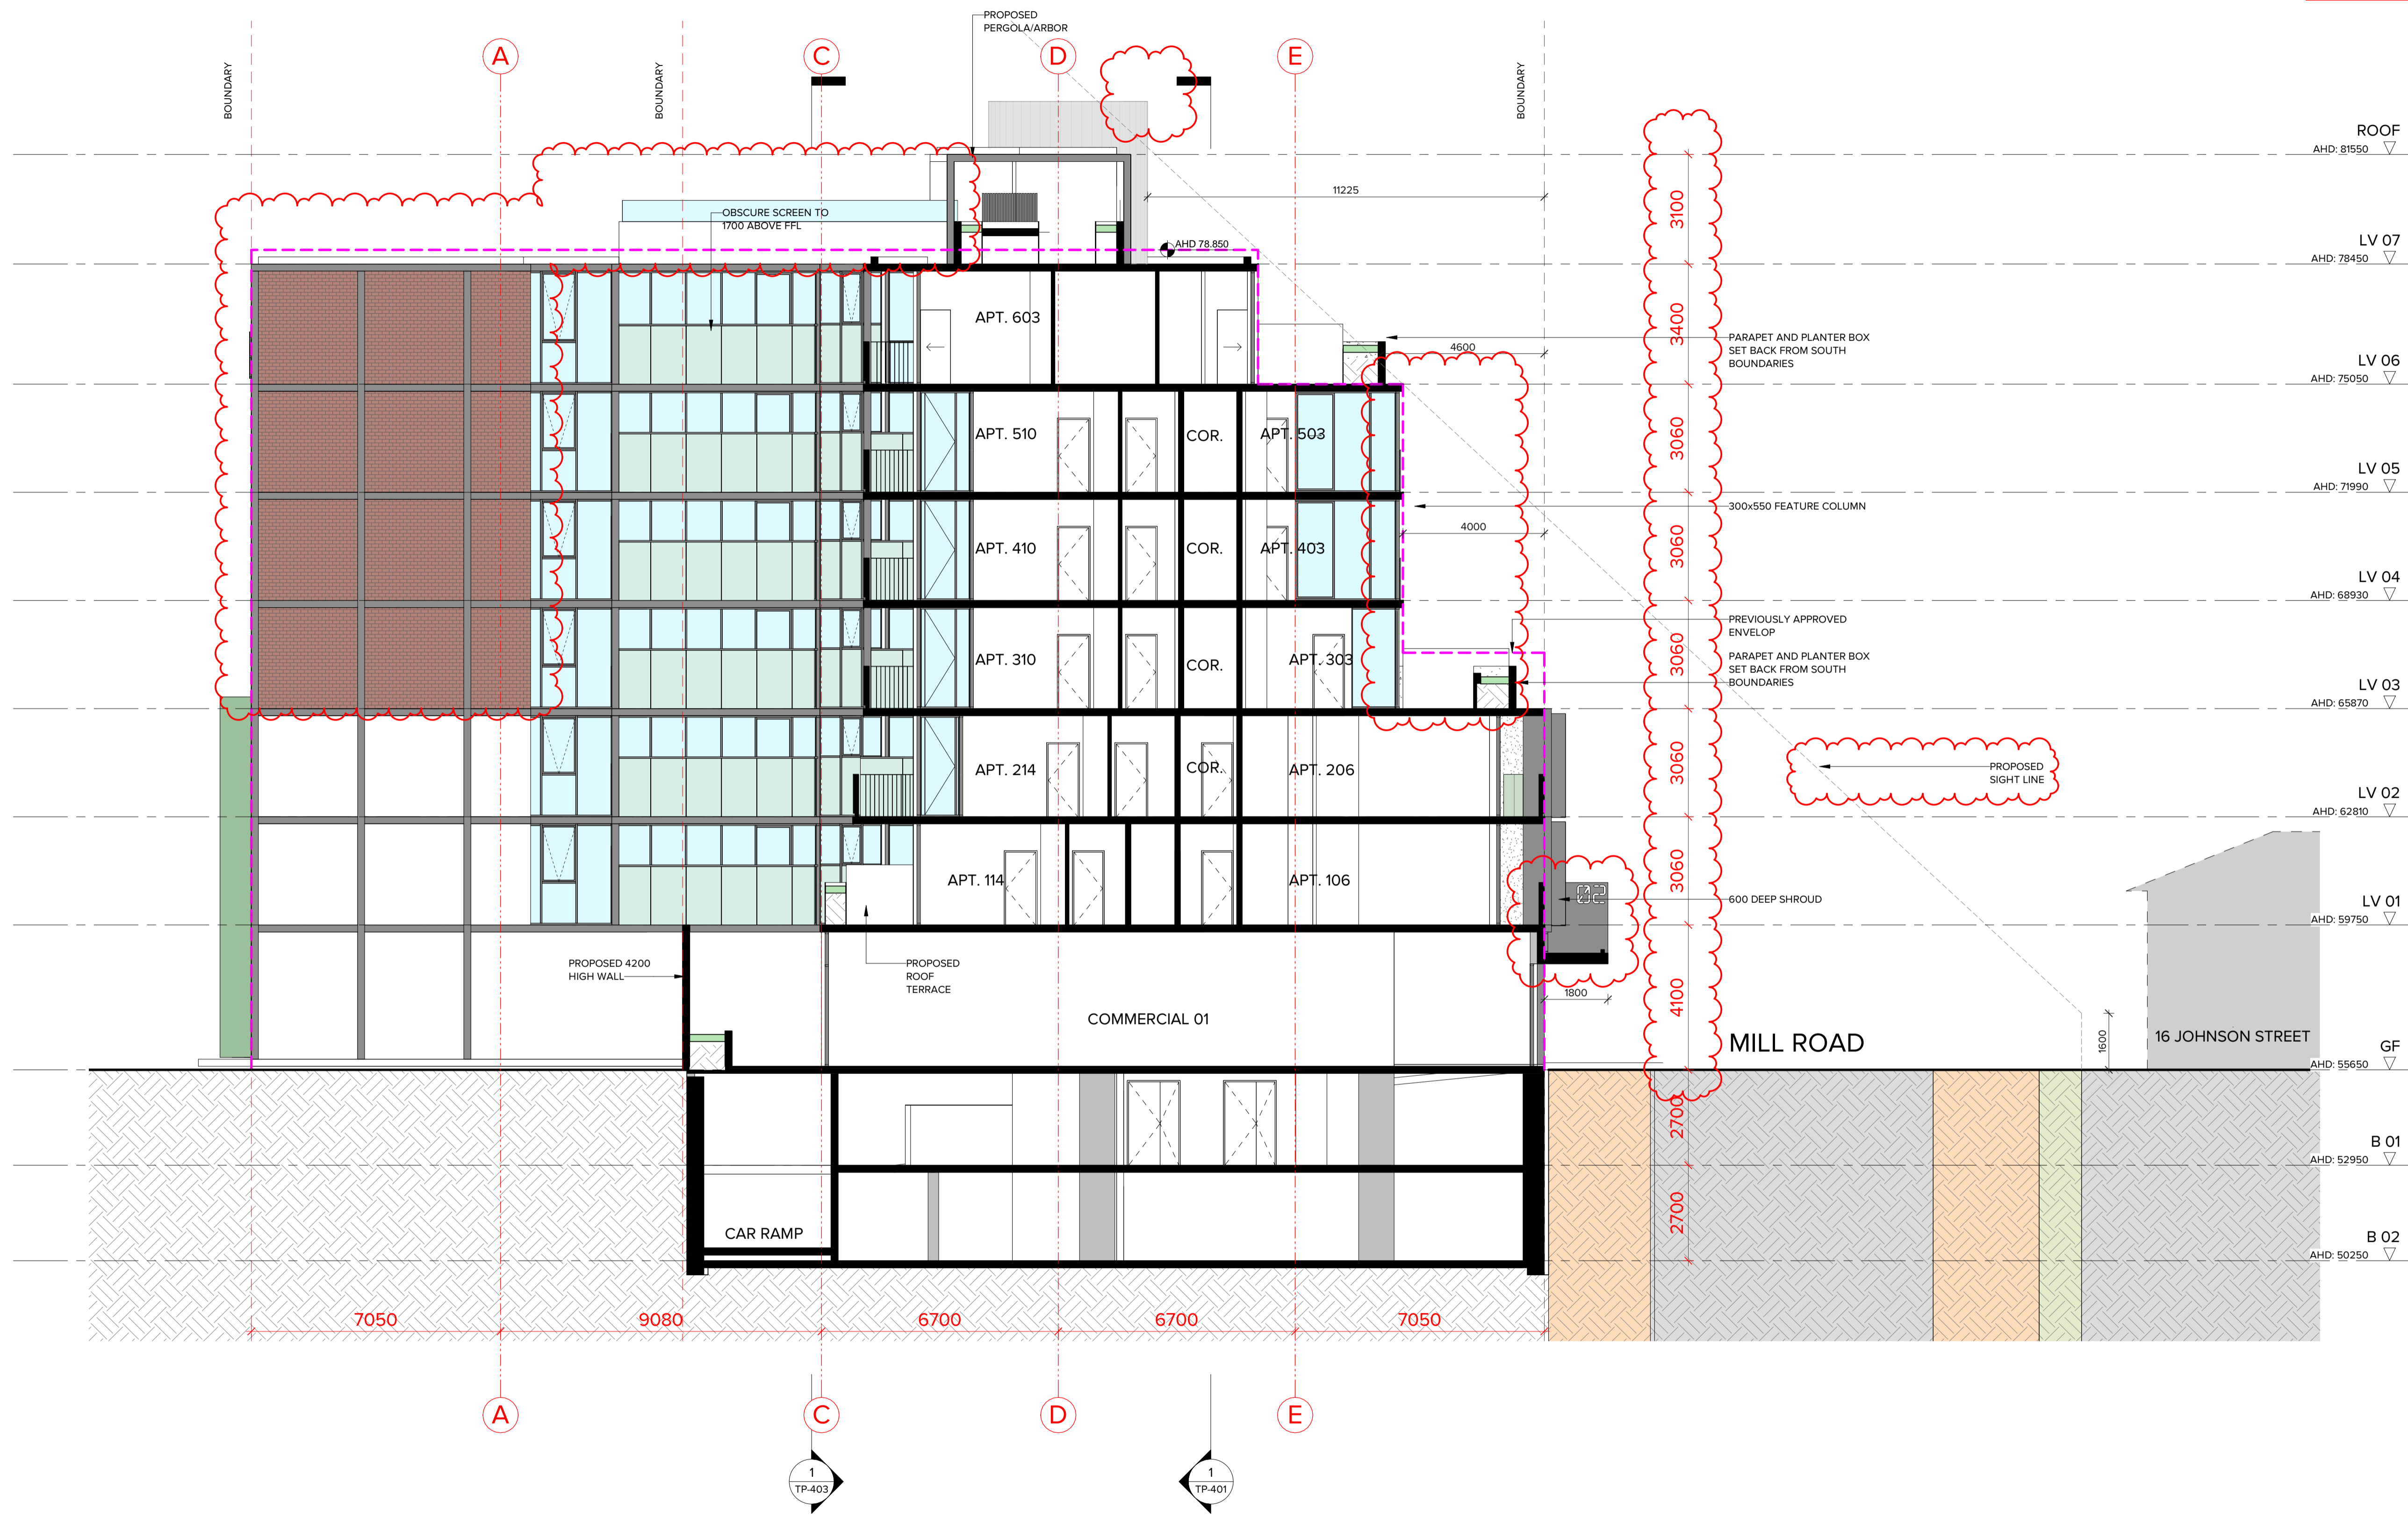 PROPOSED
PERGOLA/ARBOR
A
C
D
E
BOUNDARY
BOUNDARY
BOUNDARY
ROOF
AHD: 81550
11225
3100
OBSCURE SCREEN TO
1700 ABOVE FFL
AHD 78.850
LV 07
AHD: 78450
APT. 603
3400
PARAPET AND PLANTER BOX
SET BACK FROM SOUTH
BOUNDARIES
4600
LV 06
AHD: 75050
APT. 510
COR.
APT. 503
3060
LV 05
AHD: 71990
300x550 FEATURE COLUMN
4000
APT. 410
COR.
APT. 403
3060
LV 04
AHD: 68930
PREVIOUSLY APPROVED
ENVELOP
APT. 310
COR.
APT. 303
3060
PARAPET AND PLANTER BOX
SET BACK FROM SOUTH
BOUNDARIES
LV 03
AHD: 65870
APT. 214
COR.
APT. 206
3060
PROPOSED
SIGHT LINE
LV 02
AHD: 62810
APT. 114
APT. 106
02
3060
600 DEEP SHROUD
LV 01
AHD: 59750
PROPOSED 4200
HIGH WALL
PROPOSED
ROOF
TERRACE
1800
4100
COMMERCIAL 01
MILL ROAD
1600
16 JOHNSON STREET
GF
AHD: 55650
2700
B 01
AHD: 52950
2700
CAR RAMP
B 02
AHD: 50250
7050
9080
6700
6700
7050
A
C
D
E
1
TP-403
1
TP-401